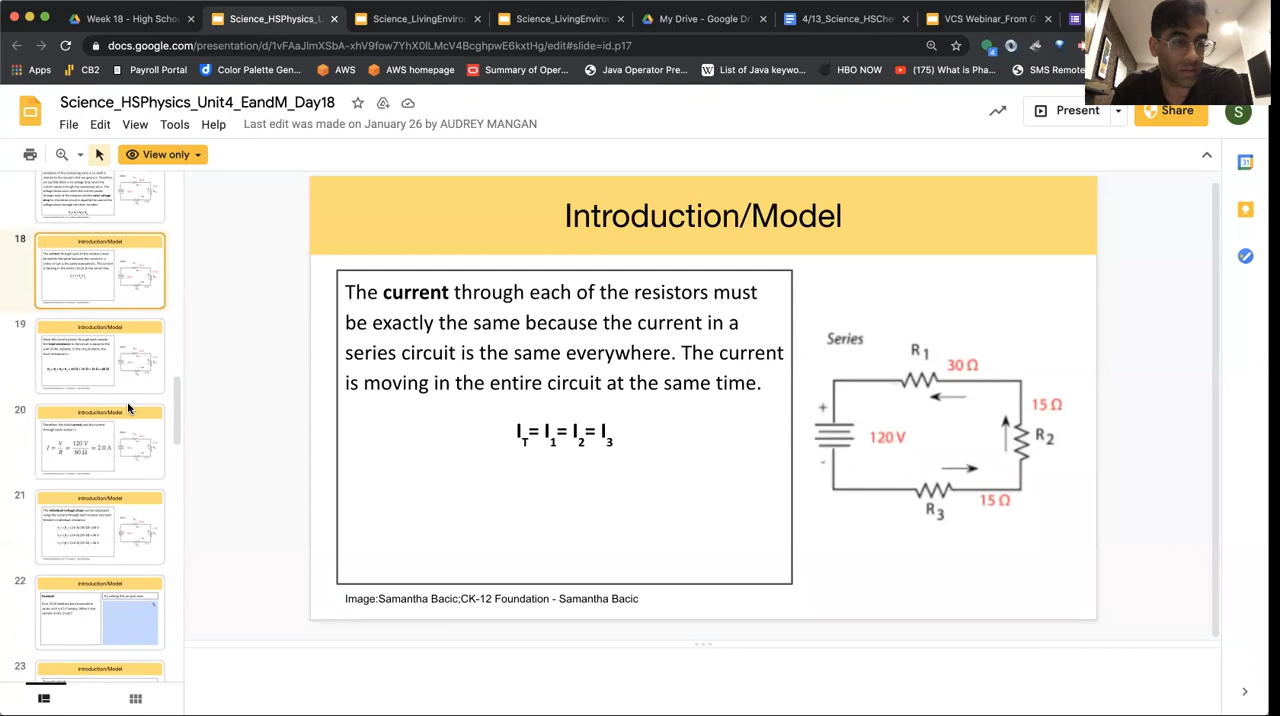 Week 18 - High Scho
Science_HSPhysics_U
Science_LivingEnviro
Science_LivingEnviro
My Drive - Google Dri
4/13_Science_HSChe
VCS Webinar_From G
docs.google.com/presentation/d/1vFAaJlmXSbA-xhV9fow7YhX0ILMcV4BcghpwE6kxtHg/edit#slide=id.p17
Apps
CB2
Payroll Portal
Color Palette Gen...
AWS
AWS homepage
Summary of Oper...
Java Operator Pre...
List of Java keywo...
HBO NOW
(175) What is Pha...
SMS Remote
Science_HSPhysics_Unit4_EandM_Day18
File Edit View Tools Help
Last edit was made on January 26 by AUDREY MANGAN
Present
Share
S
View only
18
19
20
21
22
23
Introduction/Model
Introduction/Model
Introduction/Model
Introduction/Model
Introduction/Model
Introduction/Model
Introduction/Model
The current through each of the resistors must
be exactly the same because the current in a
series circuit is the same everywhere. The current
is moving in the entire circuit at the same time.
IT= I1= I2= I3
Series
R1
30 Ω
15 Ω
R2
+
120 V
-
R3
15 Ω
Image:Samantha Bacic;CK-12 Foundation - Samantha Bacic
31